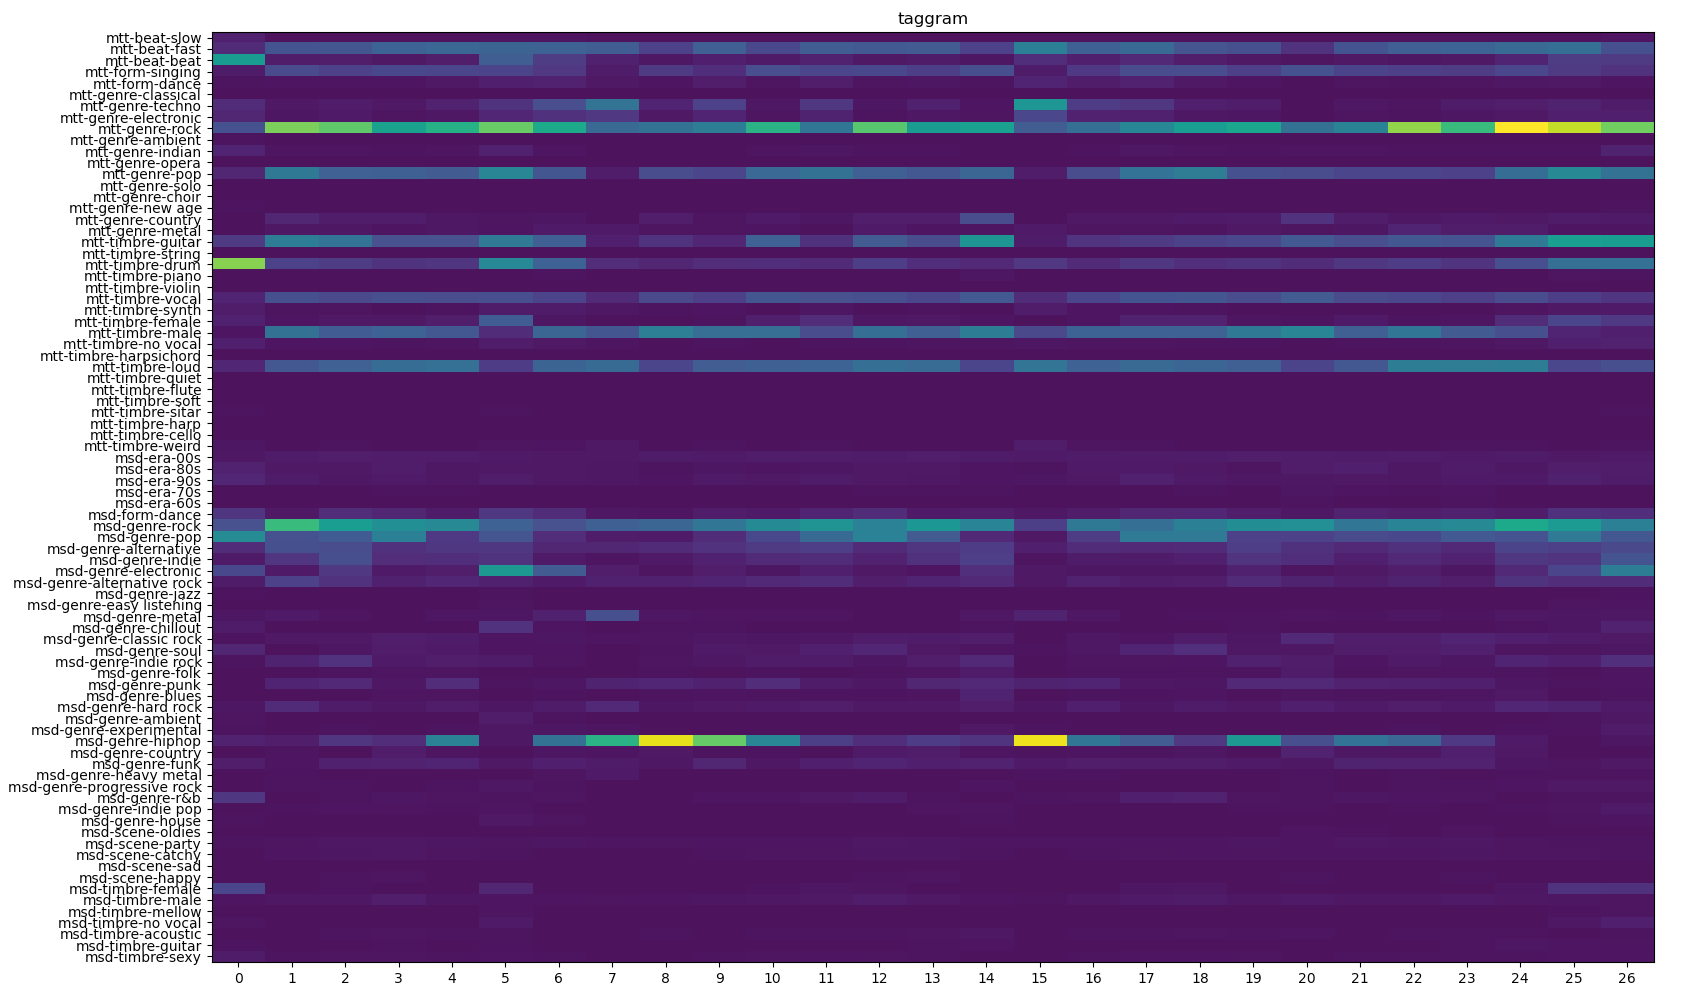 taggram
mtt-beat-slow
mtt-beat-fast
mtt-beat-beat
mtt-form-singing
mtt-form-dance
mtt-genre-classical
mtt-genre-techno
mtt-genre-electronic
mtt-genre-rock
mtt-genre-ambient
mtt-genre-indian
mtt-genre-opera
mtt-genre-pop
mtt-genre-solo
mtt-genre-choir
mtt-genre-new age
mtt-genre-country
mtt-genre-metal
mtt-timbre-guitar
mtt-timbre-string
mtt-timbre-drum
mtt-timbre-piano
mtt-timbre-violin
mtt-timbre-vocal
mtt-timbre-synth
mtt-timbre-female
mtt-timbre-male
mtt-timbre-no vocal
mtt-timbre-harpsichord
mtt-timbre-loud
mtt-timbre-quiet
mtt-timbre-flute
mtt-timbre-soft
mtt-timbre-sitar
mtt-timbre-harp
mtt-timbre-cello
mtt-timbre-weird
msd-era-00s
msd-era-80s
msd-era-90s
msd-era-70s
msd-era-60s
msd-form-dance
msd-genre-rock
msd-genre-pop
msd-genre-alternative
msd-genre-indie
msd-genre-electronic
msd-genre-alternative rock
msd-genre-jazz
msd-genre-easy listening
msd-genre-metal
msd-genre-chillout
msd-genre-classic rock
msd-genre-soul
msd-genre-indie rock
msd-genre-folk
msd-genre-punk
msd-genre-blues
msd-genre-hard rock
msd-genre-ambient
msd-genre-experimental
msd-genre-hiphop
msd-genre-country
msd-genre-funk
msd-genre-heavy metal
msd-genre-progressive rock
msd-genre-r&b
msd-genre-indie pop
msd-genre-house
msd-scene-oldies
msd-scene-party
msd-scene-catchy
msd-scene-sad
msd-scene-happy
msd-timbre-female
msd-timbre-male
msd-timbre-mellow
msd-timbre-no vocal
msd-timbre-acoustic
msd-timbre-guitar
msd-timbre-sexy
0 1 2 3 4 5 6 7 8 9 10 11 12 13 14 15 16 17 18 19 20 21 22 23 24 25 26